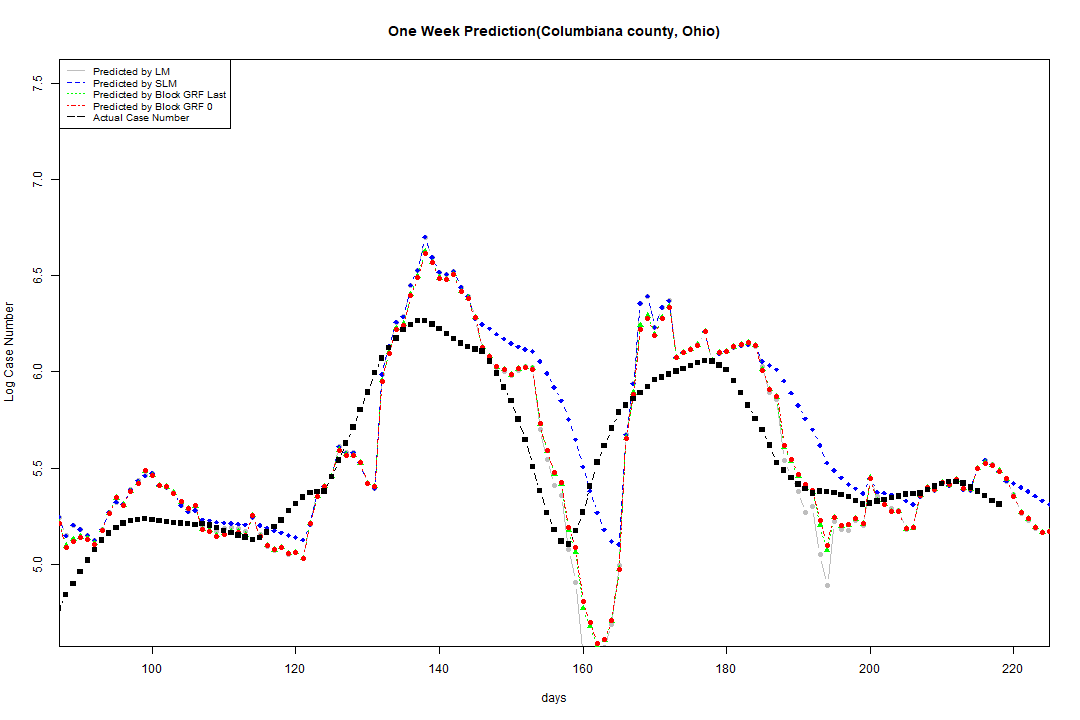 One Week Prediction(Columbiana county, Ohio)
Predicted by LM
Predicted by SLM
Predicted by Block GRF Last
Predicted by Block GRF 0
Actual Case Number
7.5
7.0
6.5
6.0
5.5
5.0
Log Case Number
100 120 140 160 180 200 220
days